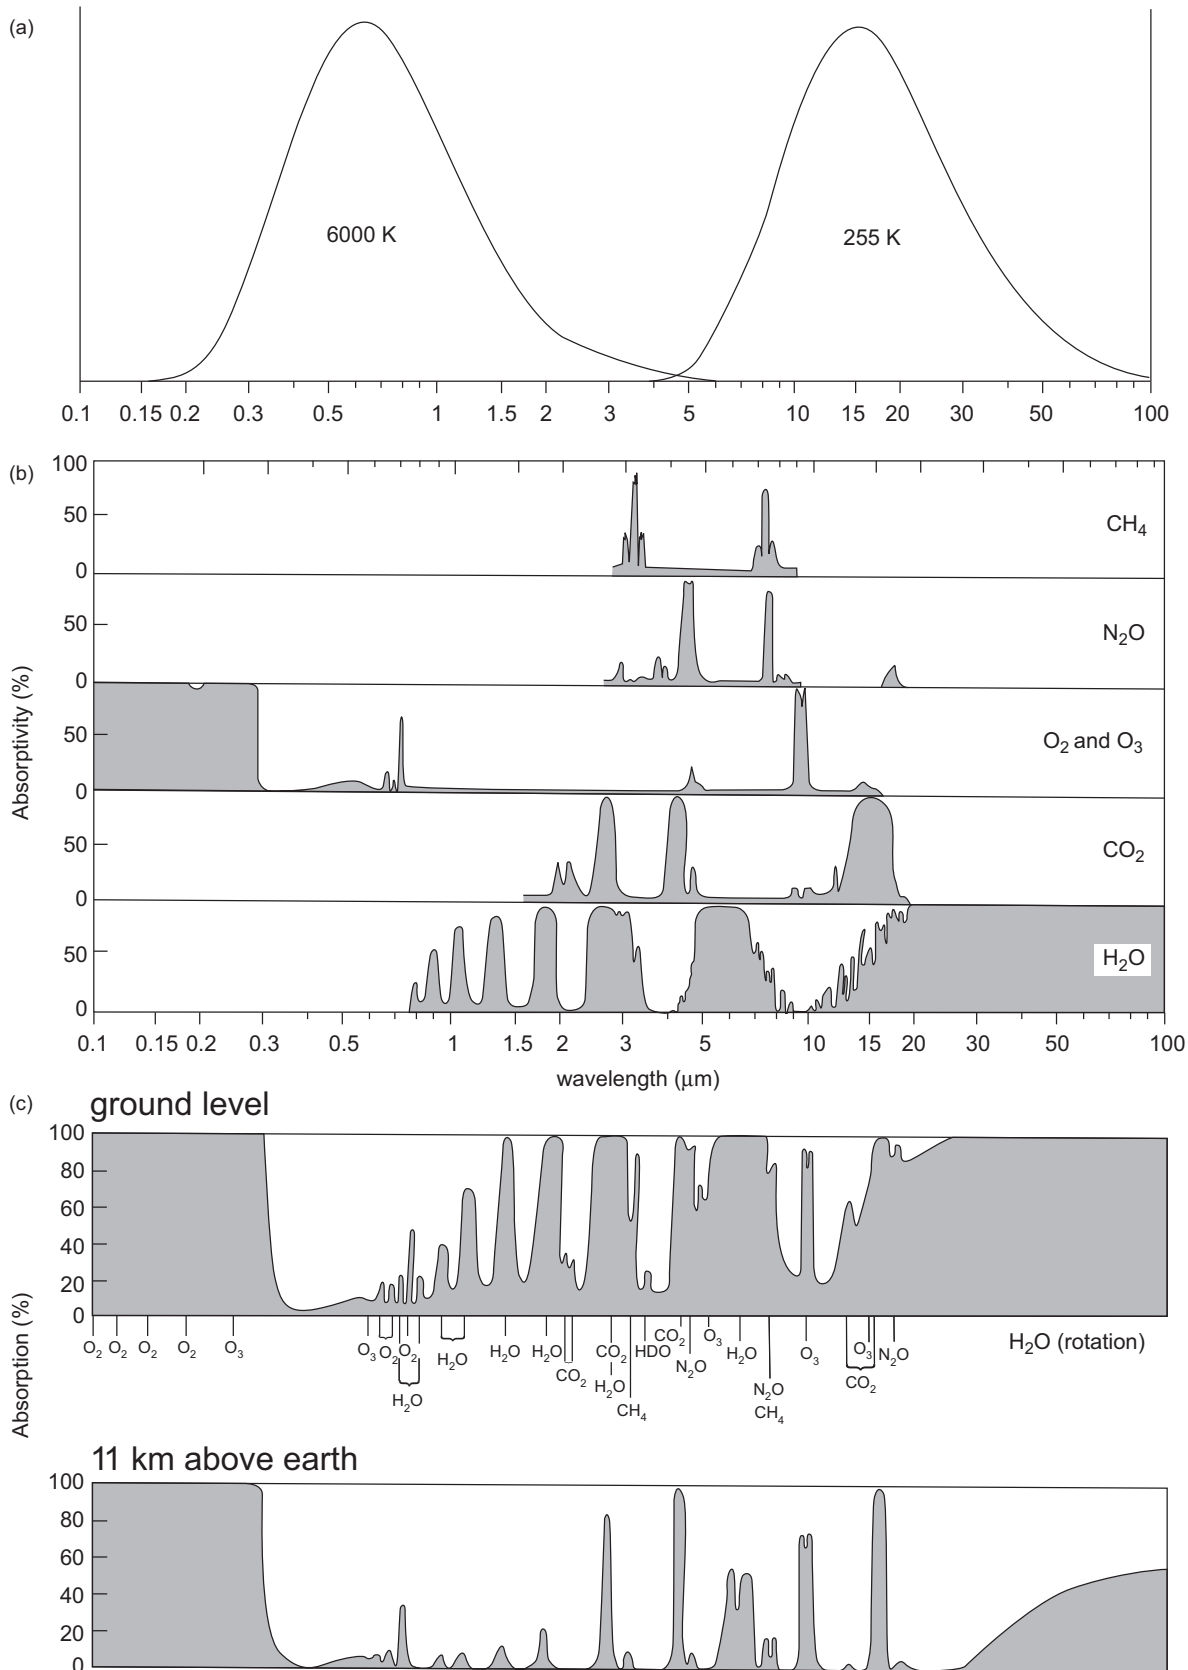 (a)
6000 K
255 K
0.1 0.15 0.2 0.3 0.5 1 1.5 2 3 5 10 15 20 30 50 100
(b)
Absorptivity (%)
100
50
0
CH₄
50
0
N₂O
50
0
O₂ and O₃
50
0
CO₂
50
0
H₂O
0.1 0.15 0.2 0.3 0.5 1 1.5 2 3 5 10 15 20 30 50 100
wavelength (μm)
(c)
ground level
Absorption (%)
100
80
60
40
20
0
O₂ O₂ O₂ O₂ O₃ O₃ O₂ O₂ H₂O H₂O H₂O CO₂ HDO CO₂ O₃ H₂O O₃ O₃ N₂O H₂O (rotation)
CO₂ H₂O N₂O CO₂
H₂O CH₄ N₂O
CH₄
11 km above earth
100
80
60
40
20
0